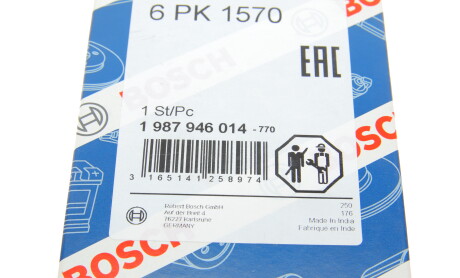 6 PK 1570
EAC
BOSCH
BOSCH
1 St/Pc
1 987 946 014 - 770
3 165141 258974
Robert Bosch GmbH
Auf der Breit 4
76227 Karlsruhe
GERMANY
259
176
Made in India
Fabriqué en Inde
BOSCH